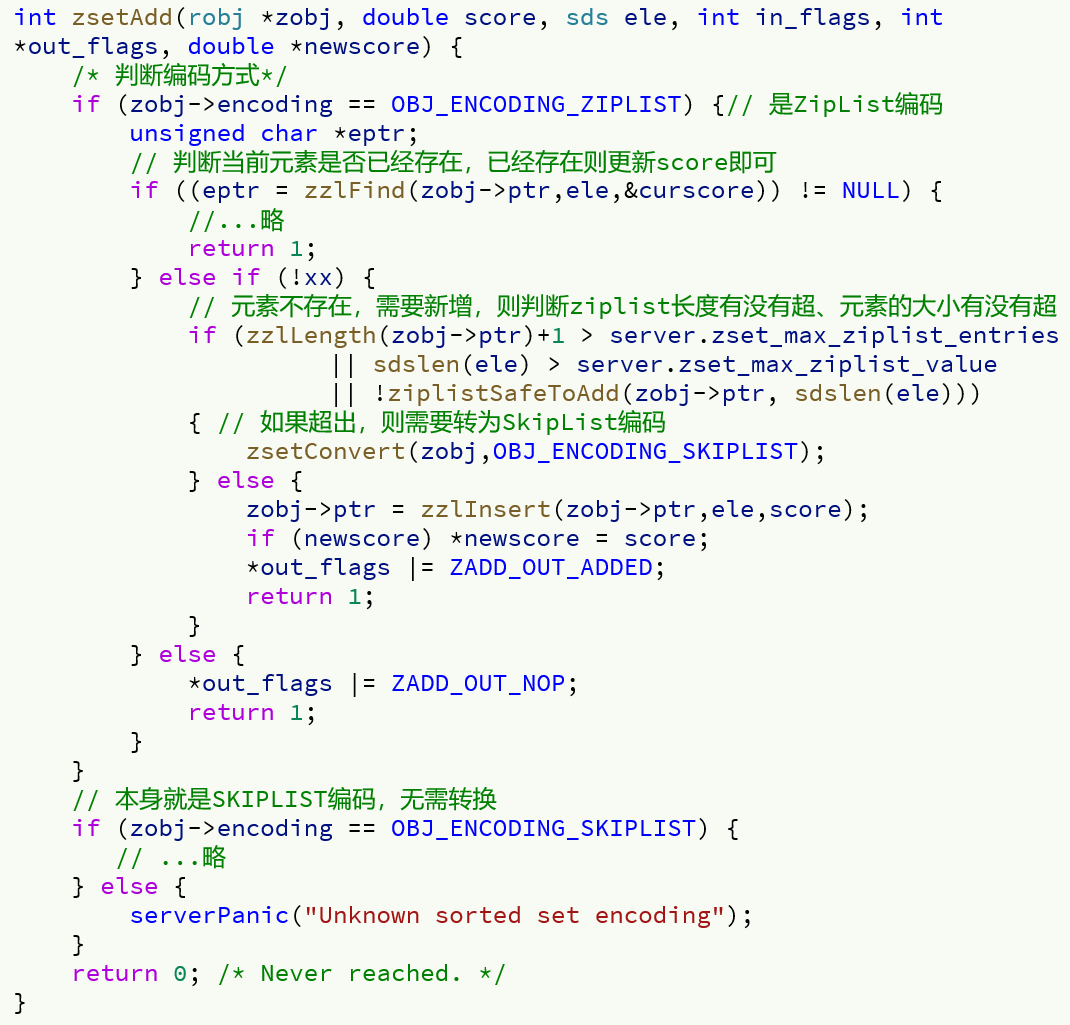 int zsetAdd(robj *zobj, double score, sds ele, int in_flags, int
*out_flags, double *newscore) {
    /* 判断编码方式*/
    if (zobj->encoding == OBJ_ENCODING_ZIPLIST) {// 是ZipList编码
        unsigned char *eptr;
        // 判断当前元素是否已经存在，已经存在则更新score即可
        if ((eptr = zzlFind(zobj->ptr,ele,&curscore)) != NULL) {
            //...略
            return 1;
        } else if (!xx) {
            // 元素不存在，需要新增，则判断ziplist长度有没有超、元素的大小有没有超
            if (zzlLength(zobj->ptr)+1 > server.zset_max_ziplist_entries
                      || sdslen(ele) > server.zset_max_ziplist_value
                      || !ziplistSafeToAdd(zobj->ptr, sdslen(ele)))
            { // 如果超出，则需要转为SkipList编码
                zsetConvert(zobj,OBJ_ENCODING_SKIPLIST);
            } else {
                zobj->ptr = zzlInsert(zobj->ptr,ele,score);
                if (newscore) *newscore = score;
                *out_flags |= ZADD_OUT_ADDED;
                return 1;
            }
        } else {
            *out_flags |= ZADD_OUT_NOP;
            return 1;
        }
    }
    // 本身就是SKIPLIST编码，无需转换
    if (zobj->encoding == OBJ_ENCODING_SKIPLIST) {
       // ...略
    } else {
        serverPanic("Unknown sorted set encoding");
    }
    return 0; /* Never reached. */
}